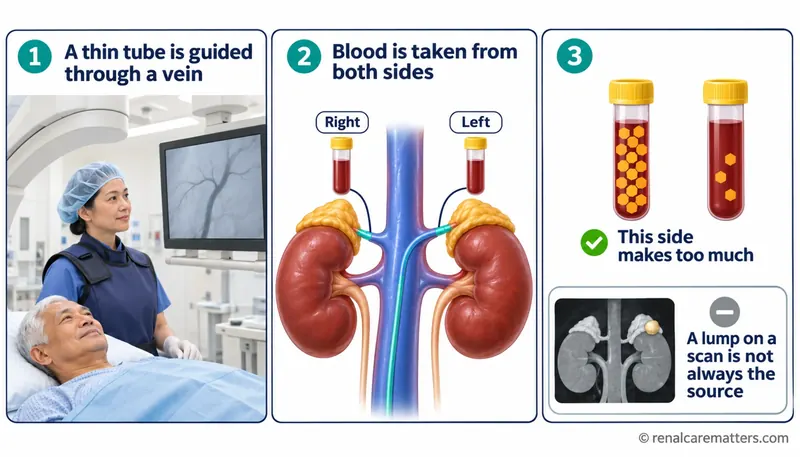 1
A thin tube is guided
through a vein
2
Blood is taken from
both sides
Right
Left
3
This side
makes too much
A lump on a
scan is not
always the
source
© renalcarematters.com